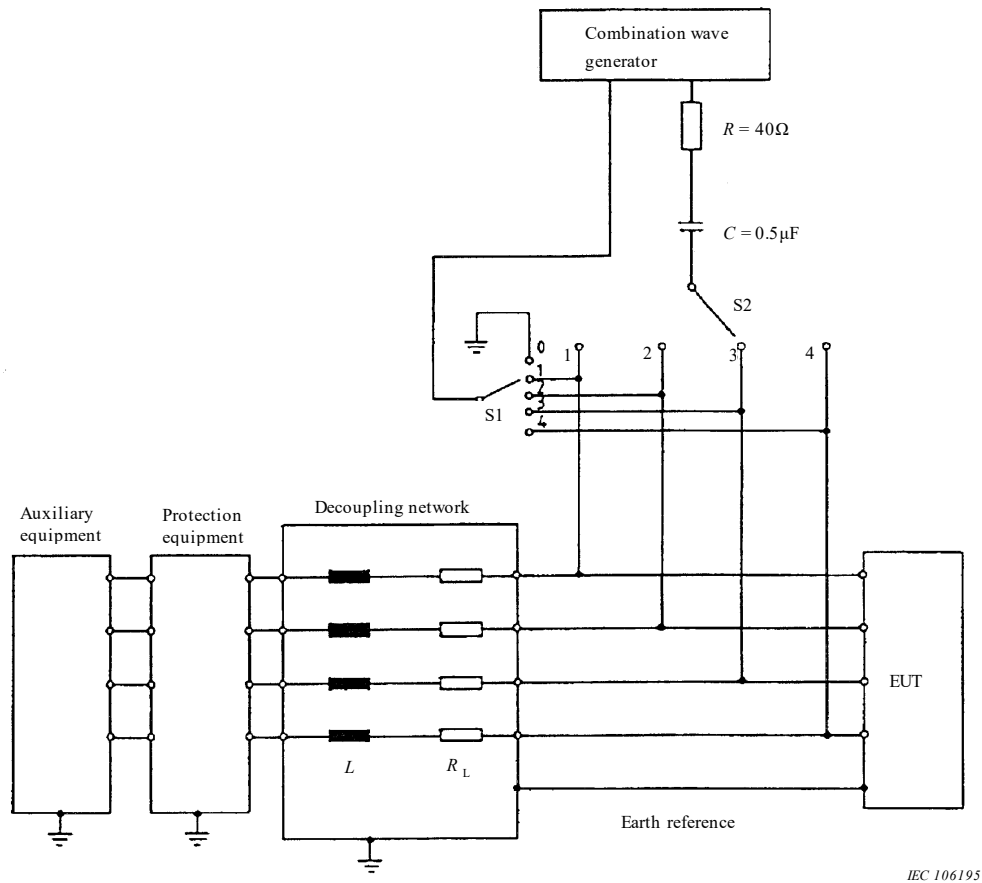 Combination wave
generator
R = 40Ω
C = 0.5μF
S2
0
1
2
3
4
1
2
3
4
S1
Auxiliary
equipment
Protection
equipment
Decoupling network
L
R L
EUT
Earth reference
IEC 106195